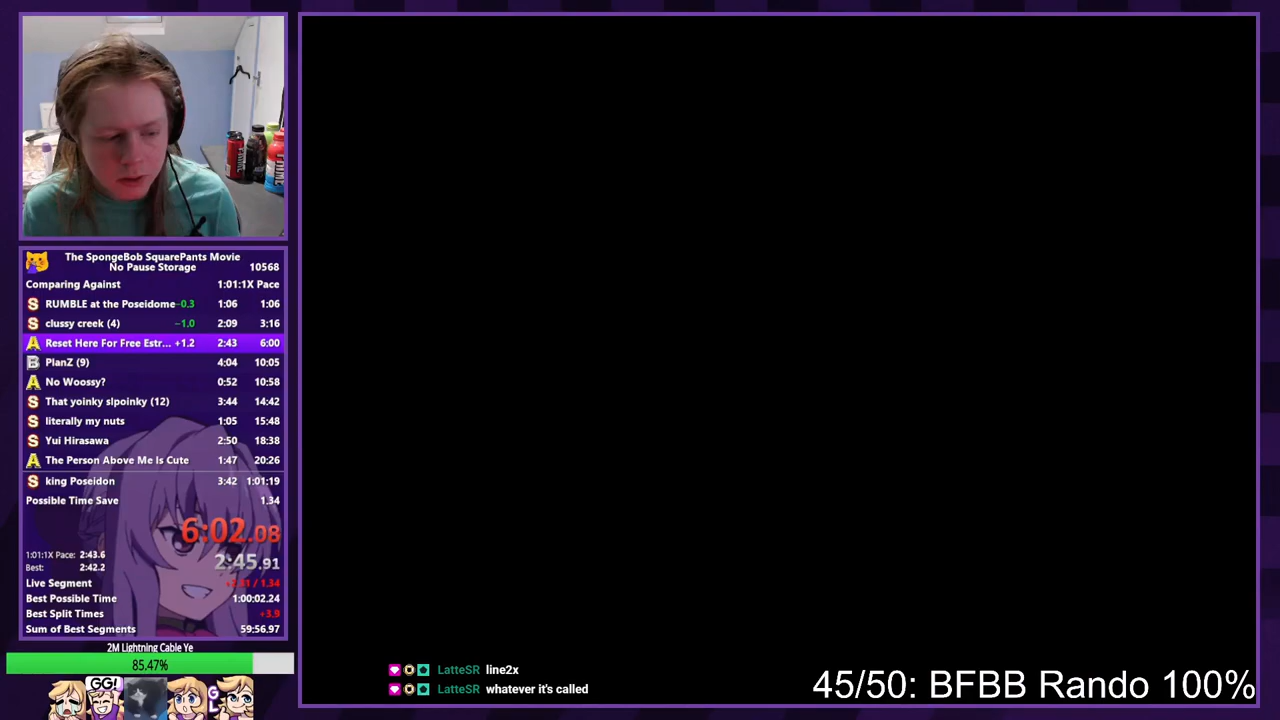 The SpongeBob SquarePants Movie
No Pause Storage 10568
Comparing Against 1:01:1X Pace
S RUMBLE at the Poseidome -0.3 1:06 1:06
S clussy creek (4) -1.0 2:09 3:16
A Reset Here For Free Estr... +1.2 2:43 6:00
B PlanZ (9) 4:04 10:05
A No Woossy? 0:52 10:58
S That yoinky slpoinky (12) 3:44 14:42
S literally my nuts 1:05 15:48
S Yui Hirasawa 2:50 18:38
A The Person Above Me Is Cute 1:47 20:26
S king Poseidon 3:42 1:01:19
Possible Time Save 1.34
6:02.08
1:01:1X Pace: 2:43.6
Best: 2:42.2
2:45.91
Live Segment / 1.34
Best Possible Time 1:00:02.24
Best Split Times +3.9
Sum of Best Segments 59:56.97
2M Lightning Cable Ye
85.47%
GG!
LatteSR line2x
LatteSR whatever it's called
45/50: BFBB Rando 100%